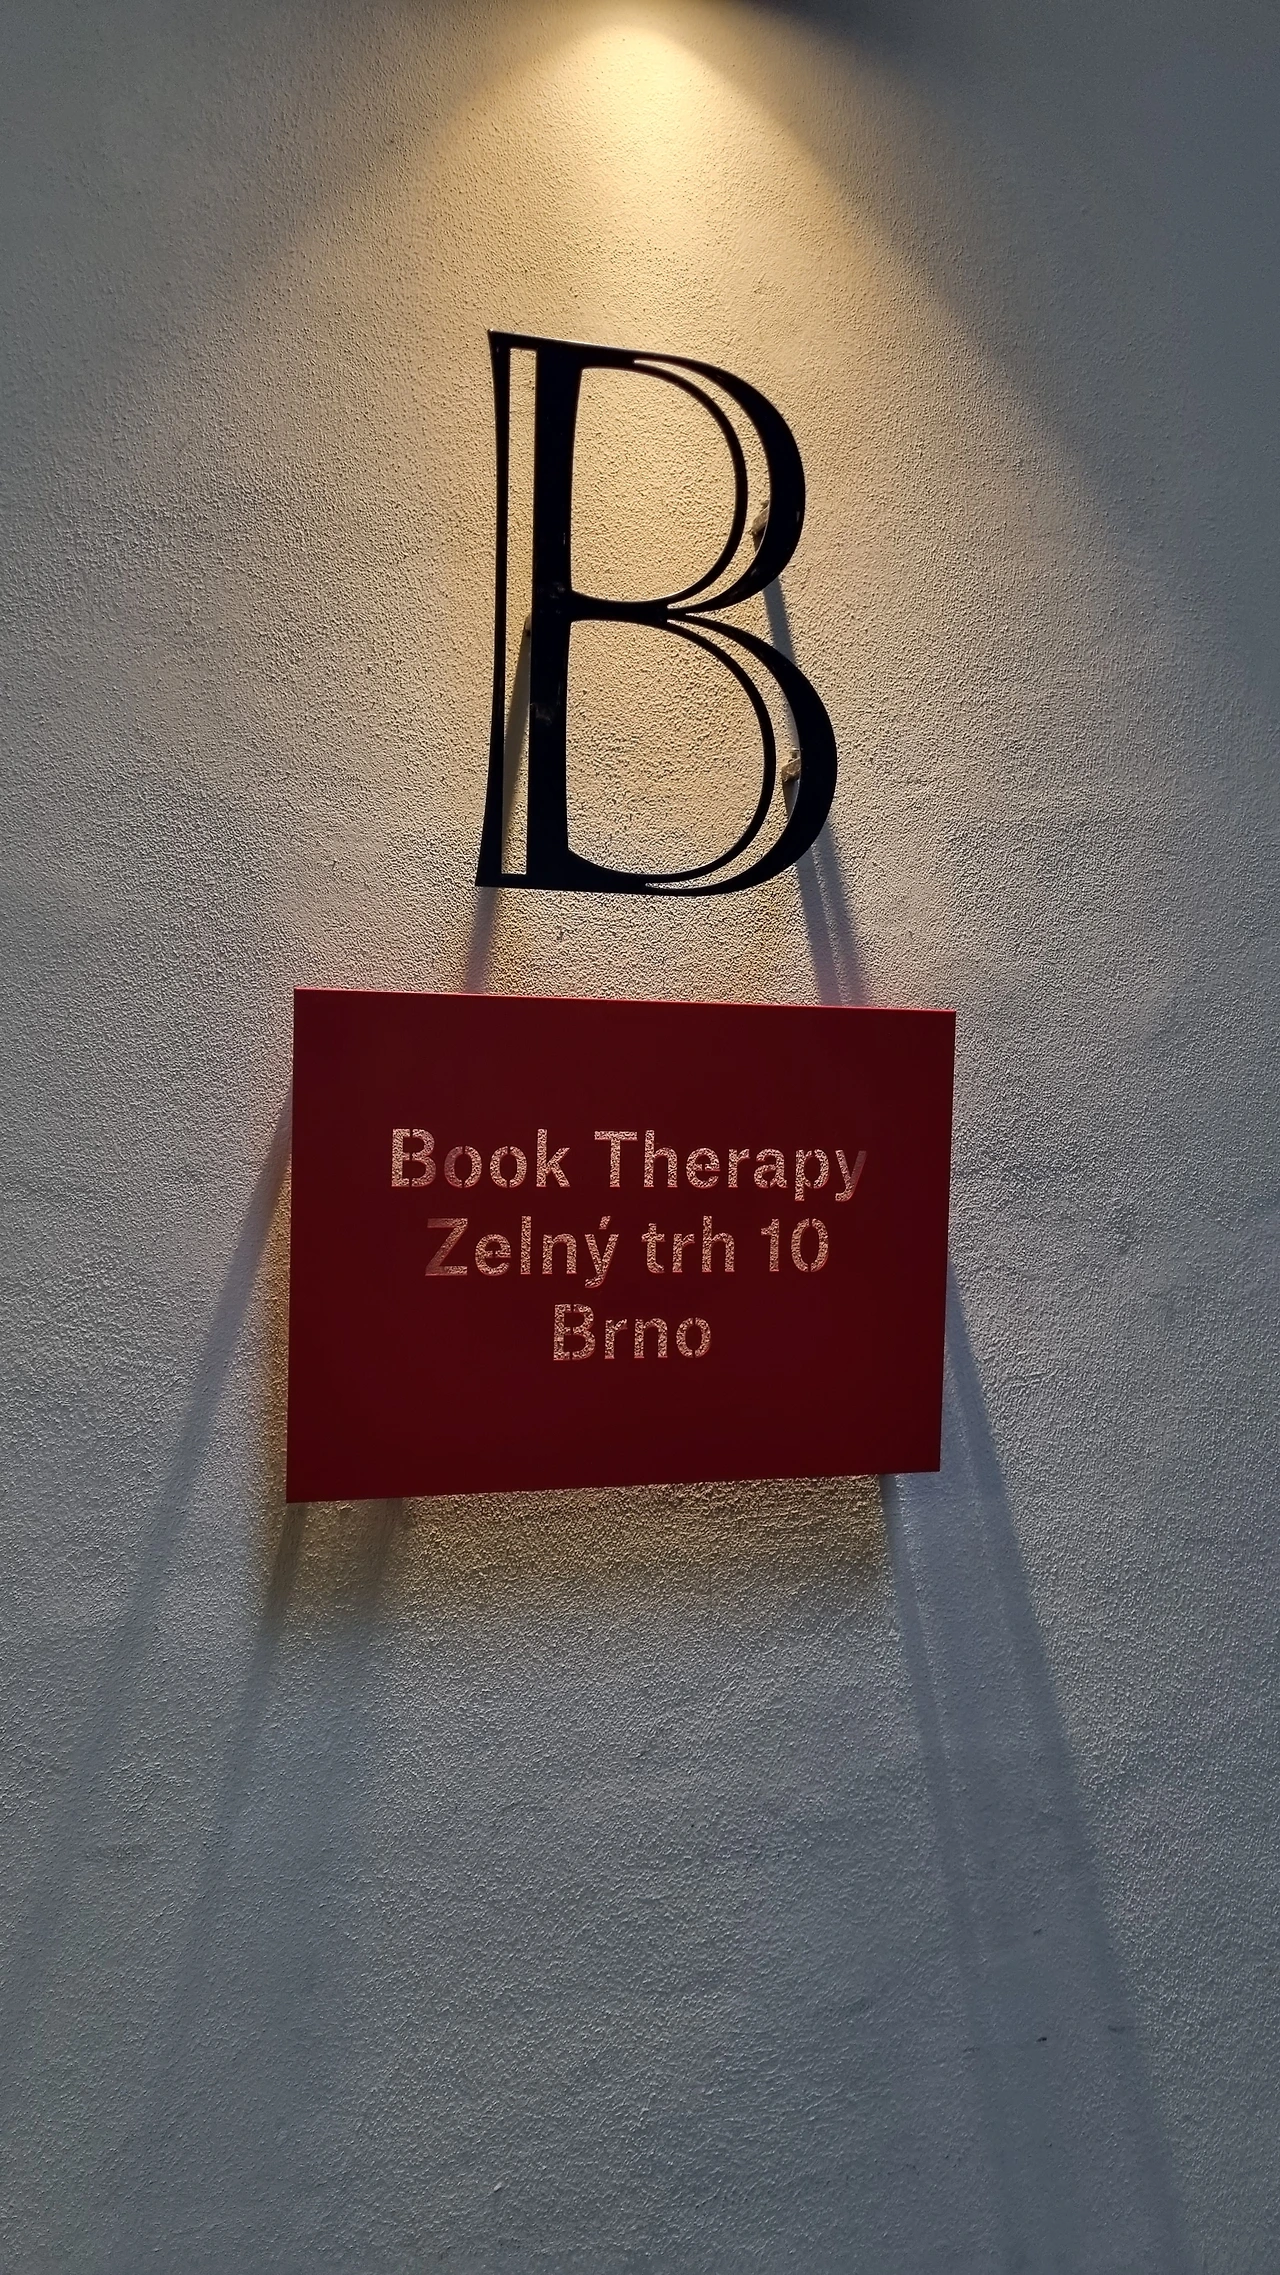 B
Book Therapy
Zelný trh 10
Brno